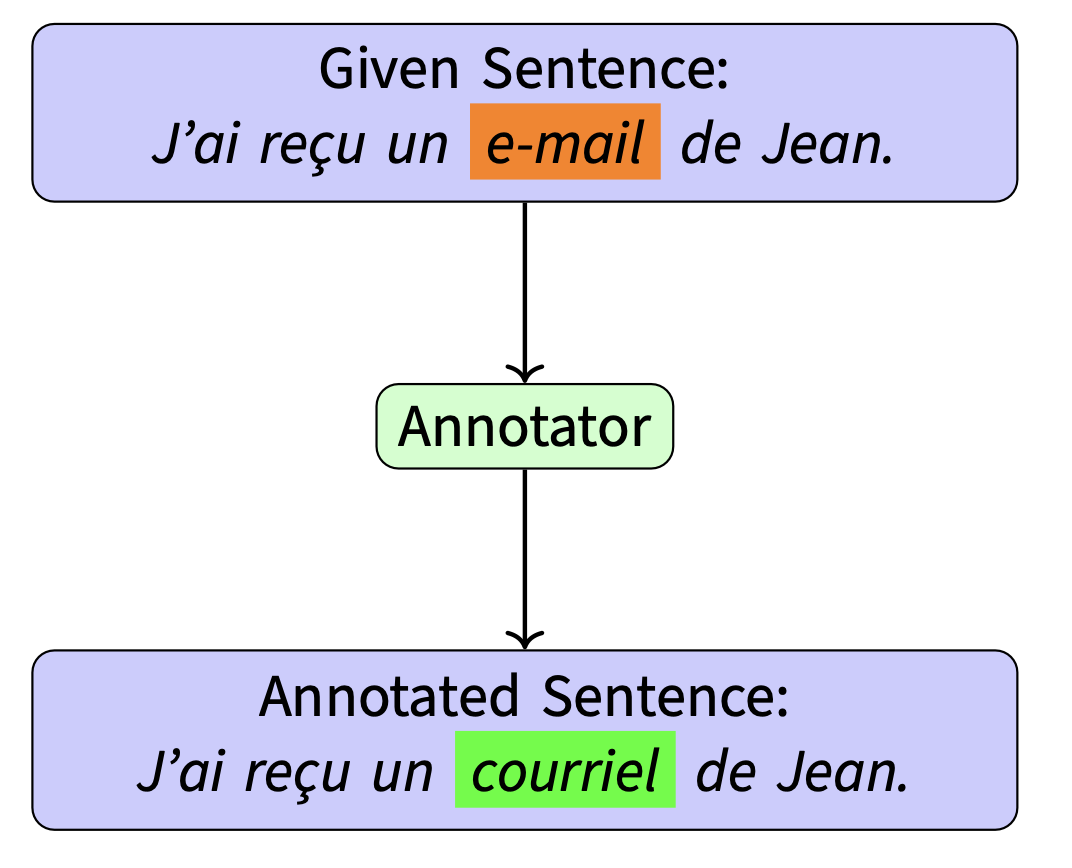 Given Sentence:
J’ai reçu un e-mail de Jean.
Annotator
Annotated Sentence:
J’ai reçu un courriel de Jean.